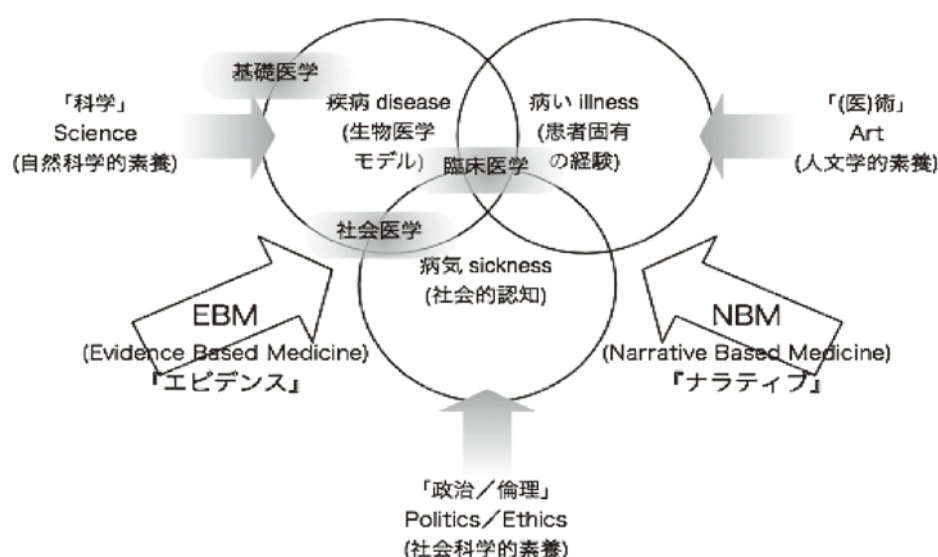 基礎医学
「科学」
Science
(自然科学的素養)
疾病 disease
(生物医学
モデル)
病い illness
(患者固有
の経験)
「(医)術」
Art
(人文学的素養)
臨床医学
社会医学
病気 sickness
(社会的認知)
EBM
(Evidence Based Medicine)
『エビデンス』
NBM
(Narrative Based Medicine)
『ナラティブ』
「政治／倫理」
Politics／Ethics
(社会科学的素養)